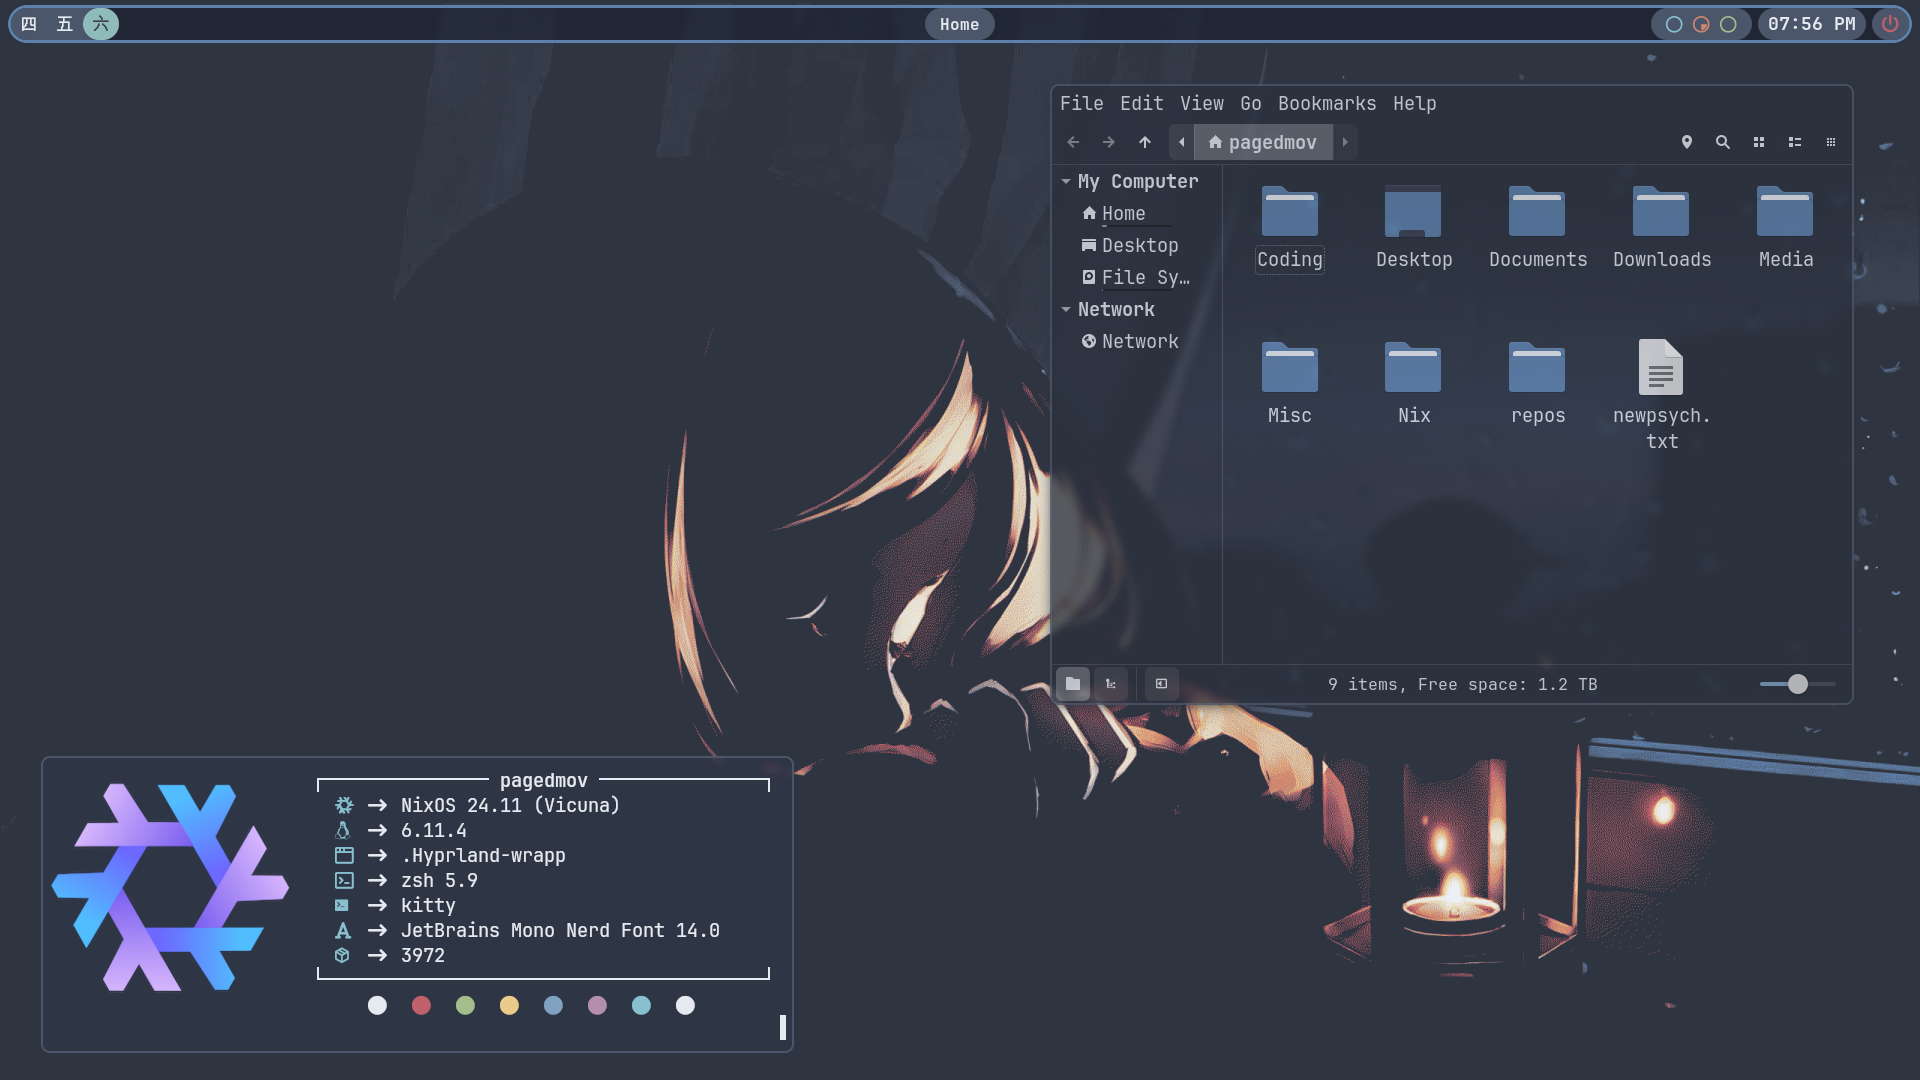 四 五 六
Home
07:56 PM
File Edit View Go Bookmarks Help
pagedmov
My Computer
Home
Desktop
File Sy…
Network
Network
Coding
Desktop
Documents
Downloads
Media
Misc
Nix
repos
newpsych.
txt
9 items, Free space: 1.2 TB
pagedmov
NixOS 24.11 (Vicuna)
6.11.4
.Hyprland-wrapp
zsh 5.9
kitty
JetBrains Mono Nerd Font 14.0
3972